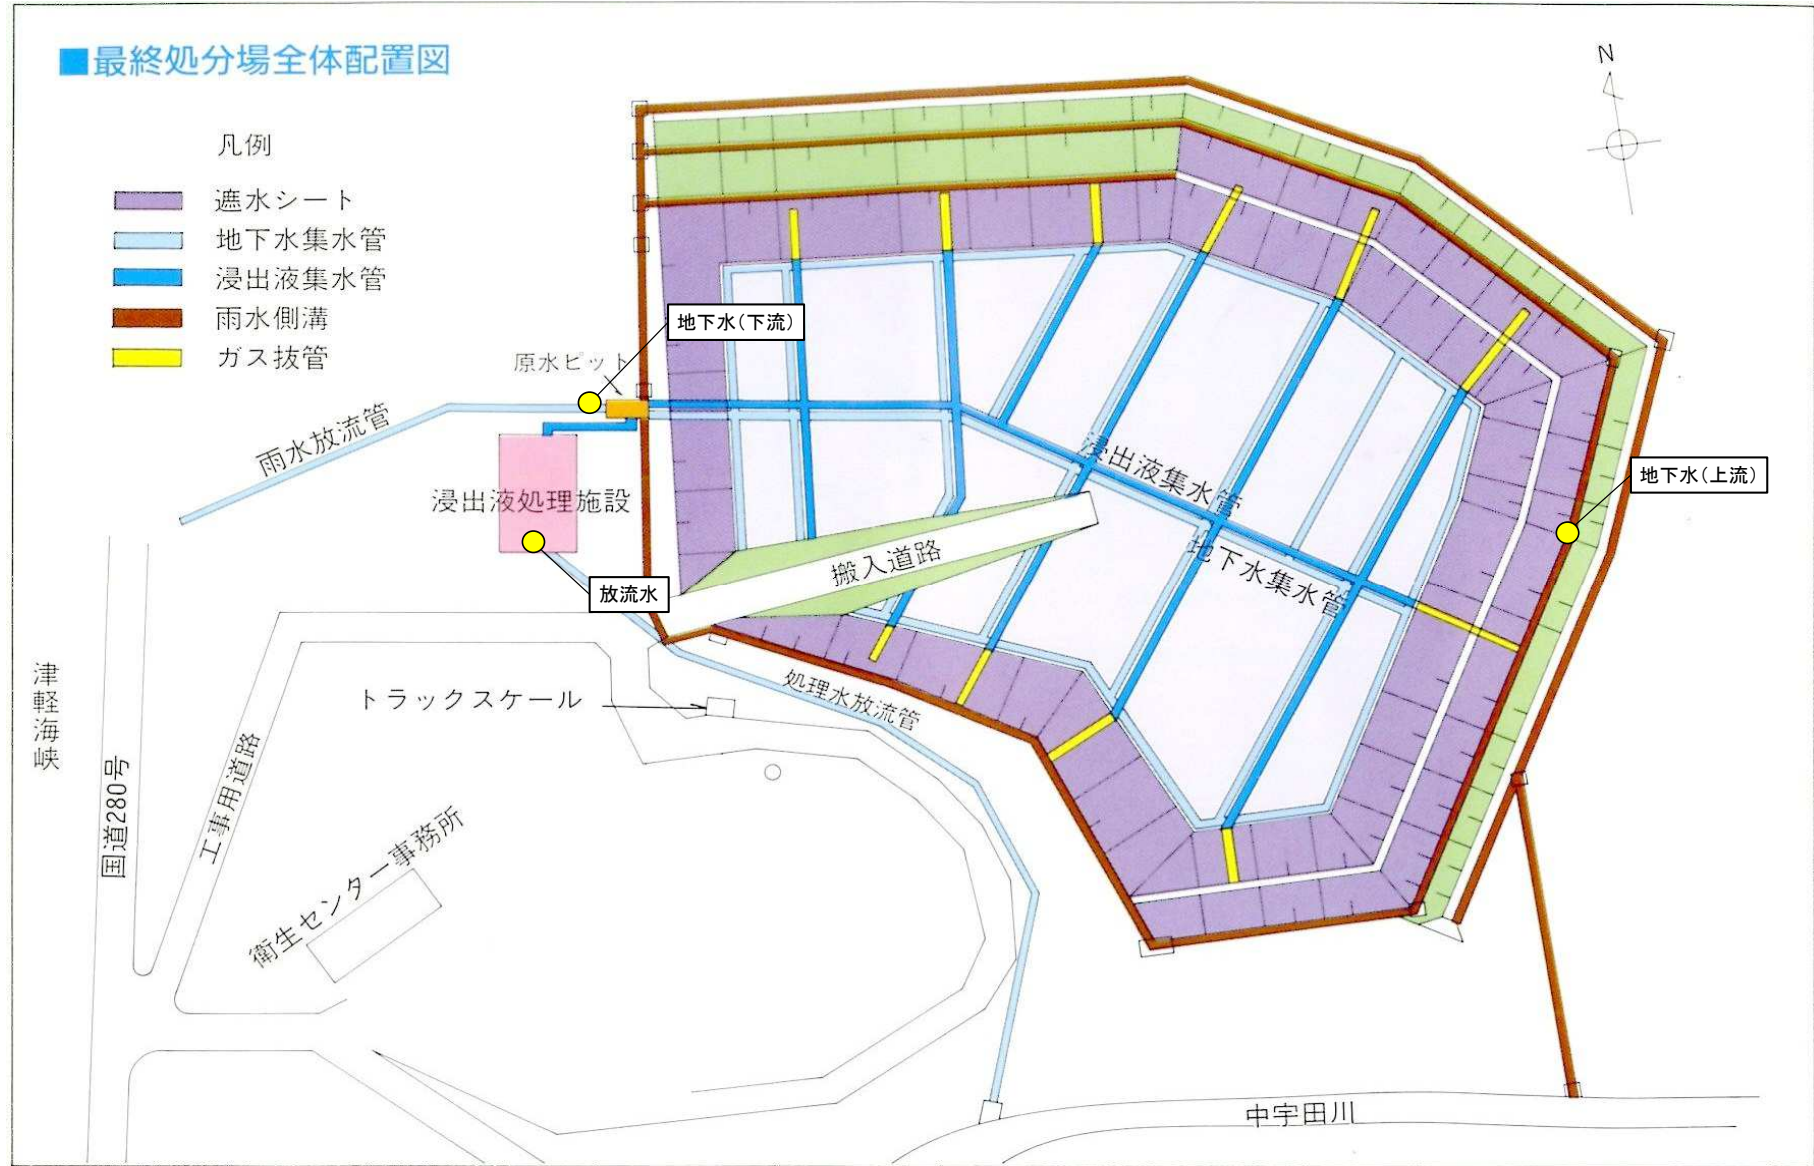 ■最終処分場全体配置図
N
凡例
遮水シート
地下水集水管
浸出液集水管
雨水側溝
ガス抜管
地下水(下流)
原水ピット
雨水放流管
浸出液処理施設
放流水
搬入道路
浸出液集水管
地下水集水管
地下水(上流)
処理水放流管
トラックスケール
津軽海峡
国道280号
工事用道路
衛生センター事務所
中宇田川